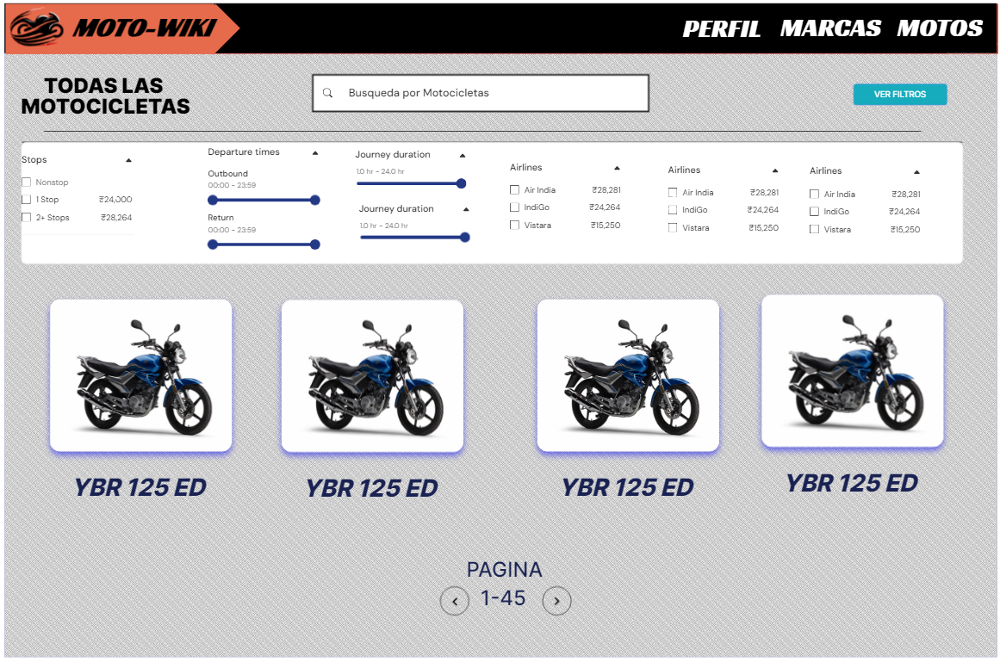 MOTO-WIKI
PERFIL MARCAS MOTOS
TODAS LAS
MOTOCICLETAS
Busqueda por Motocicletas
VER FILTROS
Stops
Nonstop
1 Stop ₹24,000
2+ Stops ₹28,264
Departure times
Outbound
00:00 - 23:59
Return
00:00 - 23:59
Journey duration
1.0 hr - 24.0 hr
Journey duration
1.0 hr - 24.0 hr
Airlines
Air India ₹28,281
IndiGo ₹24,264
Vistara ₹15,250
Airlines
Air India ₹28,281
IndiGo ₹24,264
Vistara ₹15,250
Airlines
Air India ₹28,281
IndiGo ₹24,264
Vistara ₹15,250
YBR 125 ED
YBR 125 ED
YBR 125 ED
YBR 125 ED
PAGINA
1-45